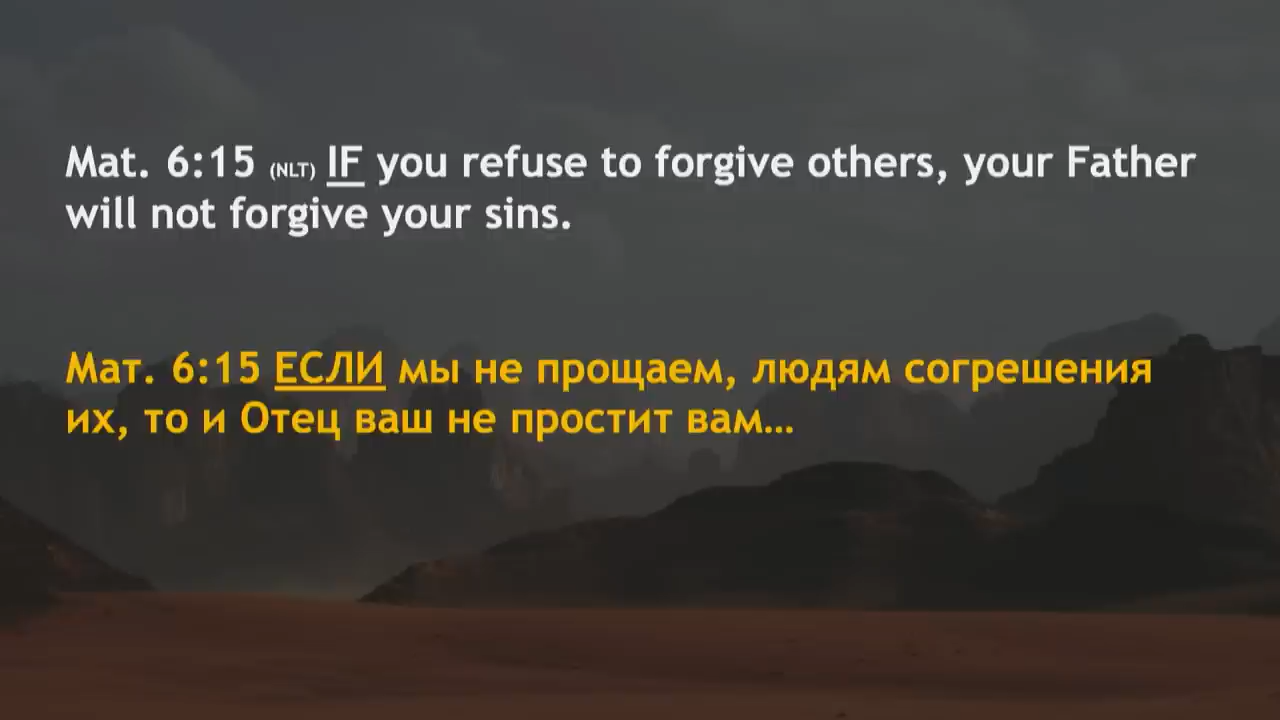 Mat. 6:15 (NLT) IF you refuse to forgive others, your Father
will not forgive your sins.
Мат. 6:15 ЕСЛИ мы не прощаем, людям согрешения
их, то и Отец ваш не простит вам…